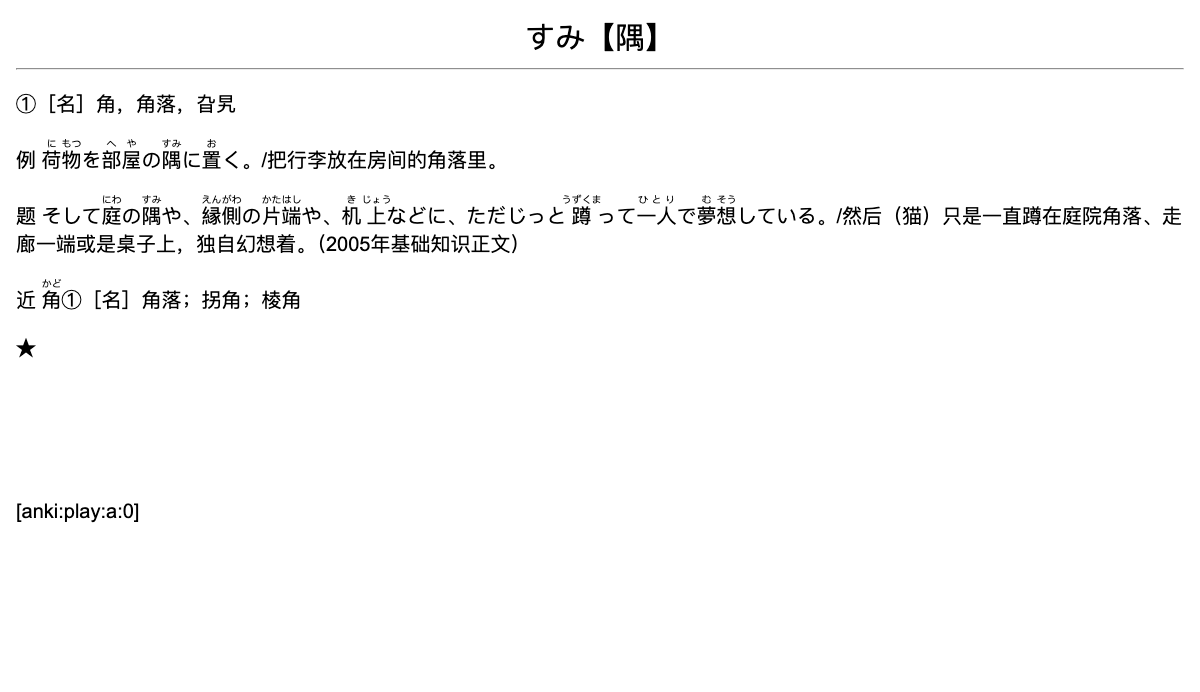 すみ【隅】
①［名］角，角落，旮旯
にもつ へや すみ お
例 荷物を部屋の隅に置く。/把行李放在房间的角落里。
にわ すみ えんがわ かたはし きじょう うずくま ひとり むそう
题 そして庭の隅や、縁側の片端や、机上などに、ただじっと蹲って一人で夢想している。/然后（猫）只是一直蹲在庭院角落、走
廊一端或是桌子上，独自幻想着。（2005年基础知识正文）
かど
近 角①［名］角落；拐角；棱角
★
[anki:play:a:0]